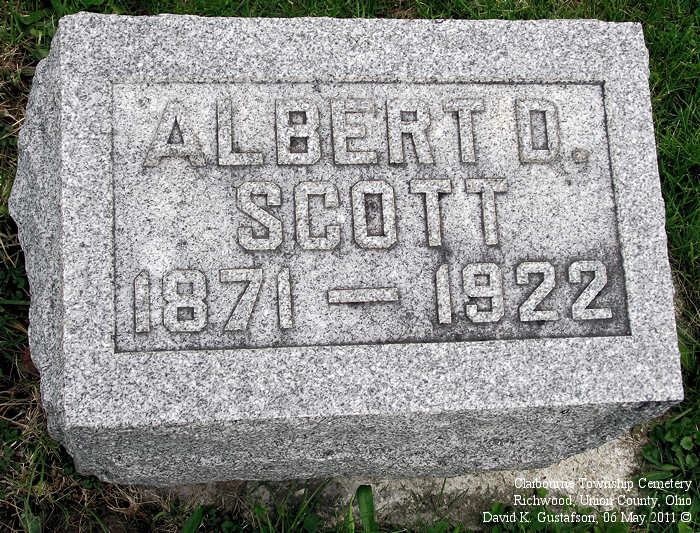 ALBERT D.
SCOTT
1871 — 1922
Claibourne Township Cemetery
Richwood, Union County, Ohio
David K. Gustafson, 06 May 2011 ©